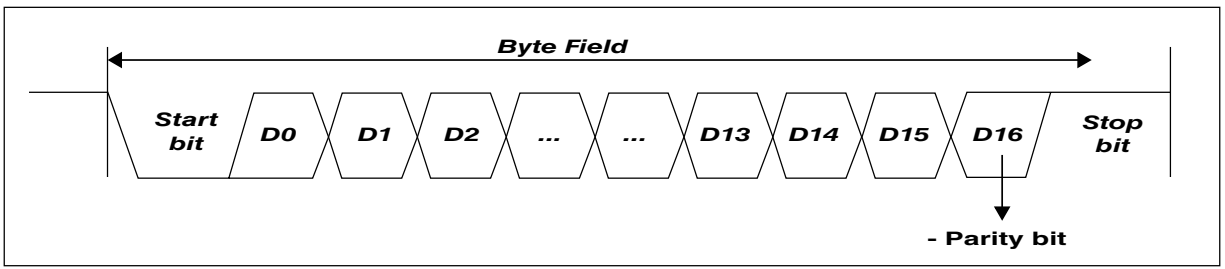 Byte Field
Start
bit
D0
D1
D2
...
...
D13
D14
D15
D16
Stop
bit
- Parity bit